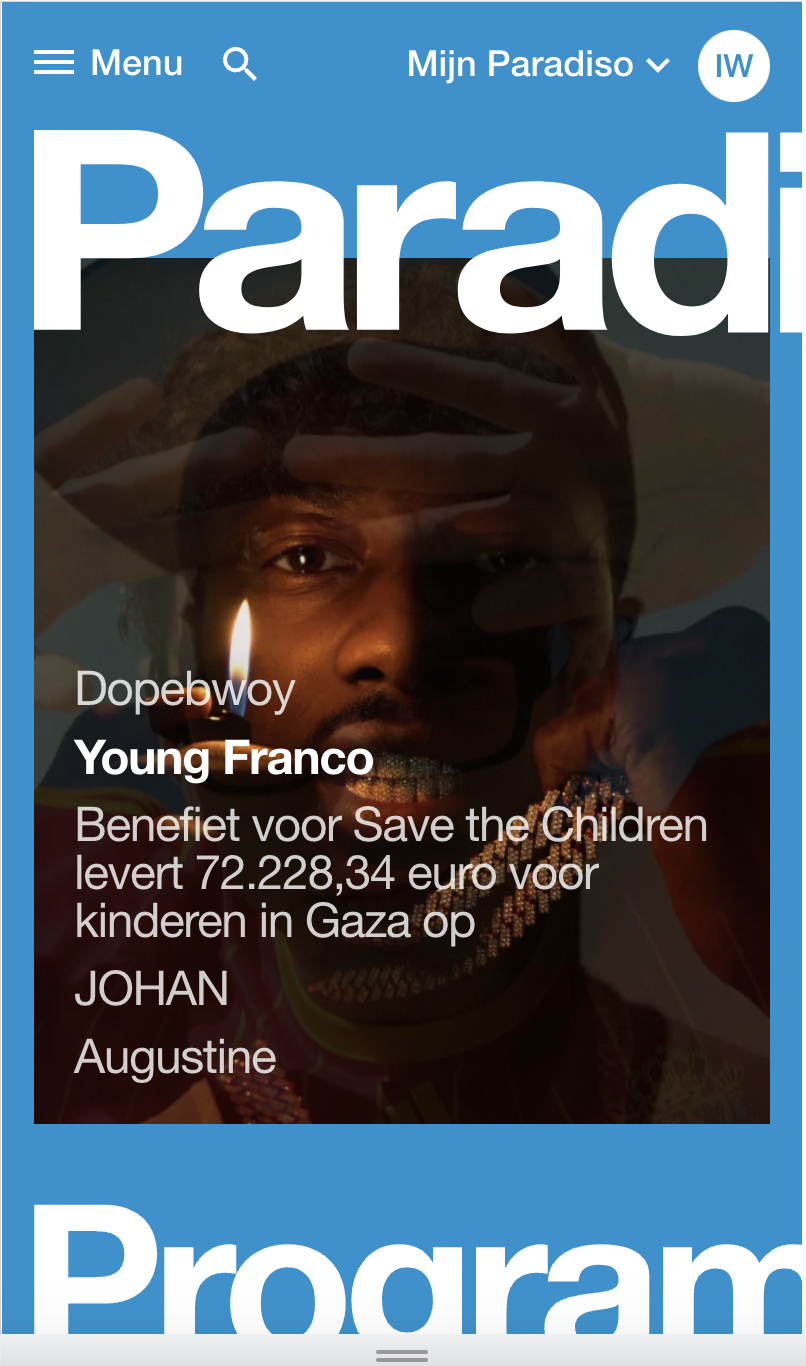 Menu
Mijn Paradiso
IW
Paradi
Dopebwoy
Young Franco
Benefiet voor Save the Children
levert 72.228,34 euro voor
kinderen in Gaza op
JOHAN
Augustine
Program